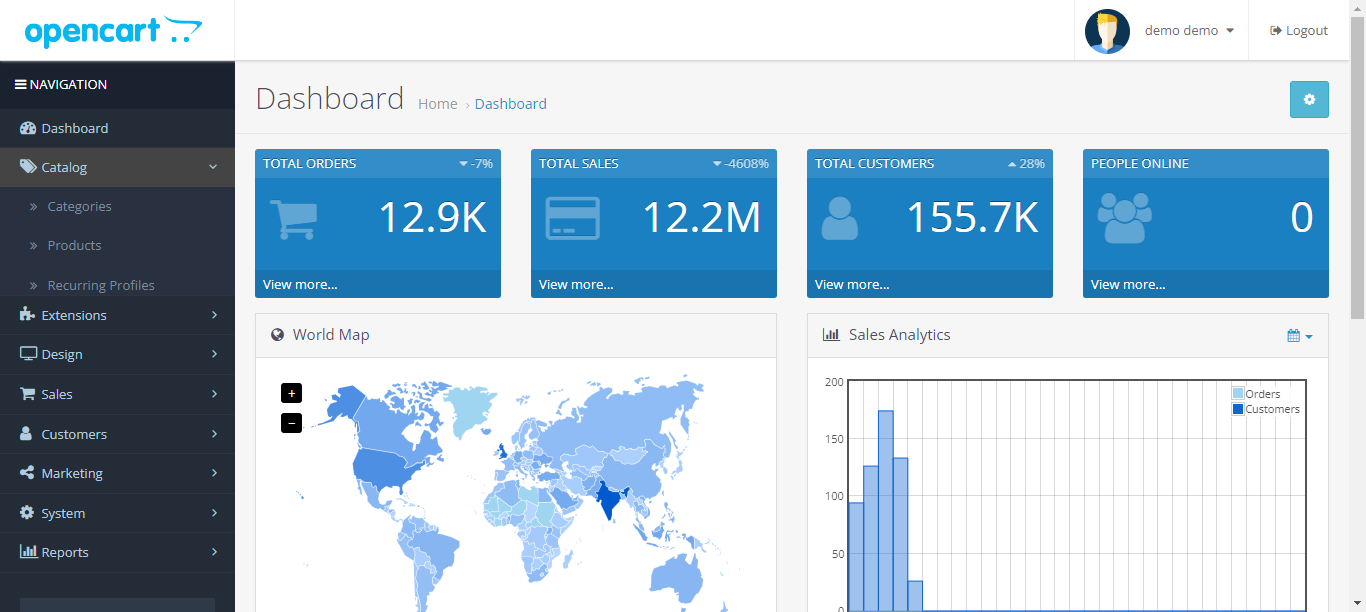 opencart
demo demo
Logout
NAVIGATION
Dashboard
Catalog
Categories
Products
Recurring Profiles
Extensions
Design
Sales
Customers
Marketing
System
Reports
Dashboard Home › Dashboard
TOTAL ORDERS -7%
12.9K
View more...
TOTAL SALES -4608%
12.2M
View more...
TOTAL CUSTOMERS 28%
155.7K
View more...
PEOPLE ONLINE
0
View more...
World Map
+
−
Sales Analytics
200
150
100
50
0
Orders
Customers